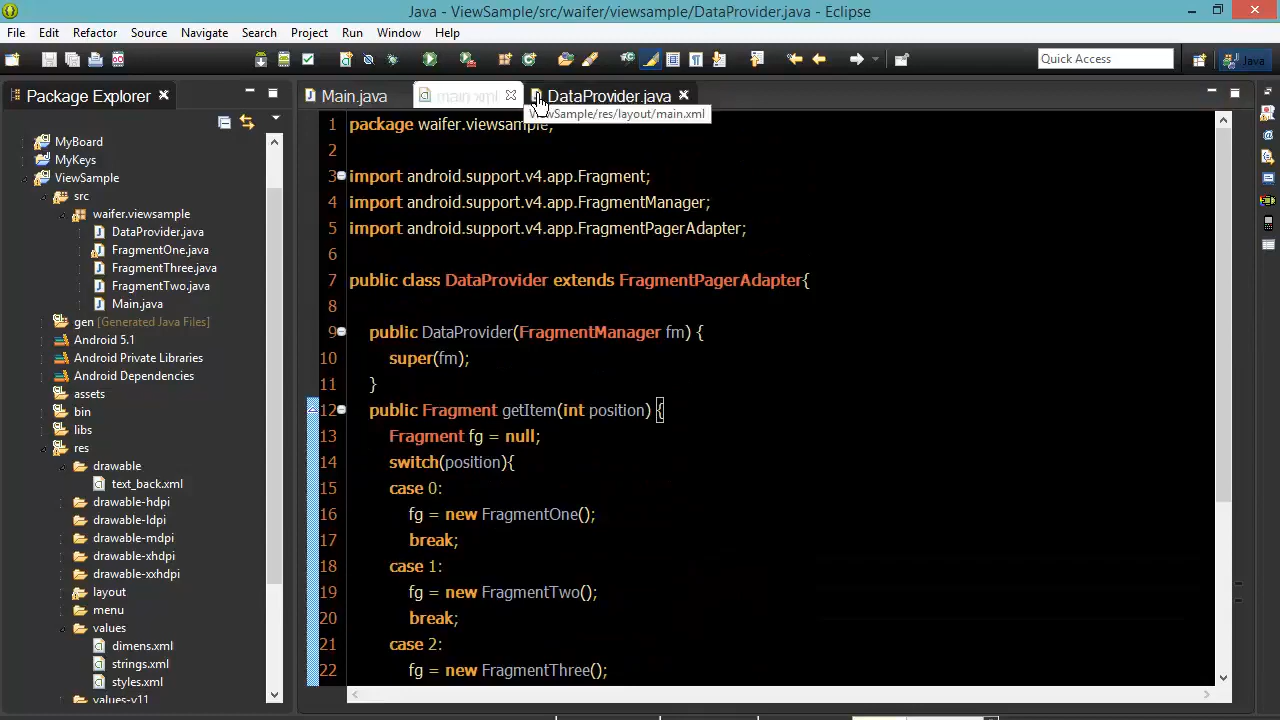 Java - ViewSample/src/waifer/viewsample/DataProvider.java - Eclipse
File Edit Refactor Source Navigate Search Project Run Window Help
Quick Access
Java
Package Explorer
Main.java
main.xml
DataProvider.java
ViewSample/res/layout/main.xml
MyBoard
MyKeys
ViewSample
src
waifer.viewsample
DataProvider.java
FragmentOne.java
FragmentThree.java
FragmentTwo.java
Main.java
gen [Generated Java Files]
Android 5.1
Android Private Libraries
Android Dependencies
assets
bin
libs
res
drawable
text_back.xml
drawable-hdpi
drawable-ldpi
drawable-mdpi
drawable-xhdpi
drawable-xxhdpi
layout
menu
values
dimens.xml
strings.xml
styles.xml
values-v11
1 package waifer.viewsample;
2
3 import android.support.v4.app.Fragment;
4 import android.support.v4.app.FragmentManager;
5 import android.support.v4.app.FragmentPagerAdapter;
6
7 public class DataProvider extends FragmentPagerAdapter{
8
9 public DataProvider(FragmentManager fm) {
10 super(fm);
11 }
12 public Fragment getItem(int position) {
13 Fragment fg = null;
14 switch(position){
15 case 0:
16 fg = new FragmentOne();
17 break;
18 case 1:
19 fg = new FragmentTwo();
20 break;
21 case 2:
22 fg = new FragmentThree();